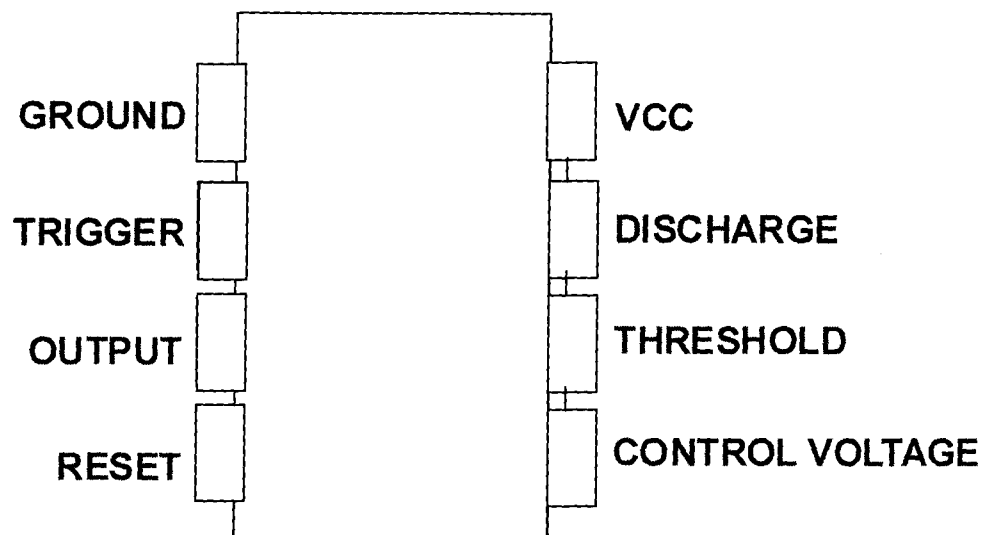 GROUND
TRIGGER
OUTPUT
RESET
VCC
DISCHARGE
THRESHOLD
CONTROL VOLTAGE